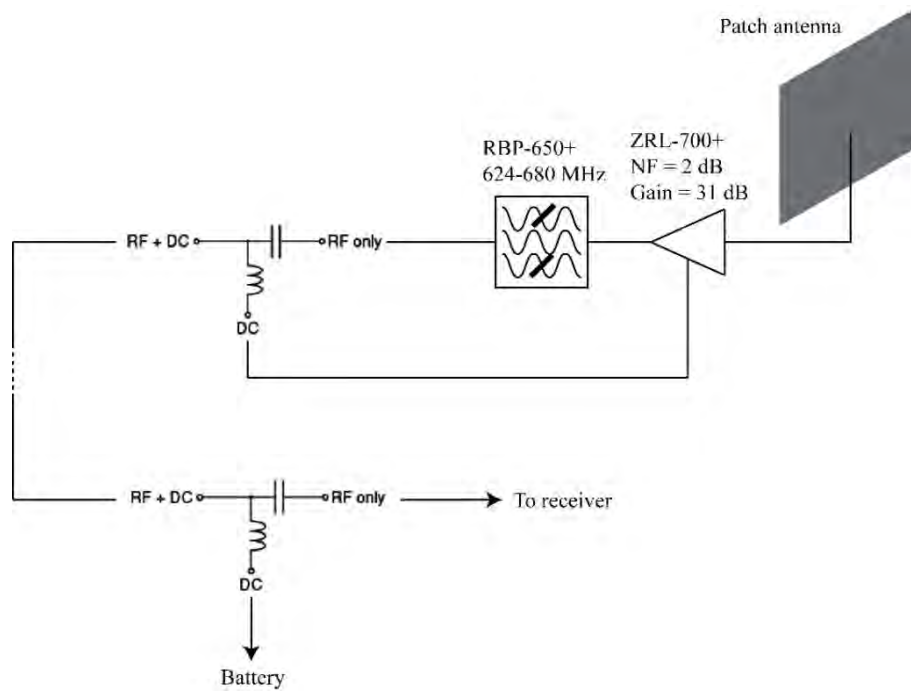 Patch antenna
ZRL-700+
NF = 2 dB
Gain = 31 dB
RBP-650+
624-680 MHz
RF + DC
RF only
DC
RF + DC
RF only
To receiver
DC
Battery